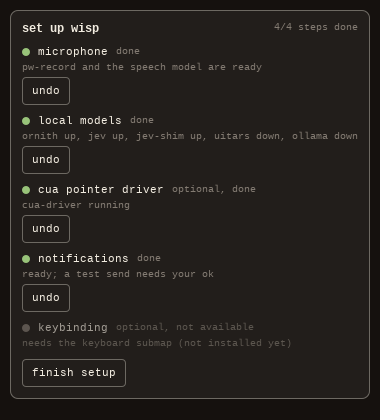 set up wisp 4/4 steps done
microphone done
pw-record and the speech model are ready
undo
local models done
ornith up, jev up, jev-shim up, uitars down, ollama down
undo
cua pointer driver optional, done
cua-driver running
undo
notifications done
ready; a test send needs your ok
undo
keybinding optional, not available
needs the keyboard submap (not installed yet)
finish setup